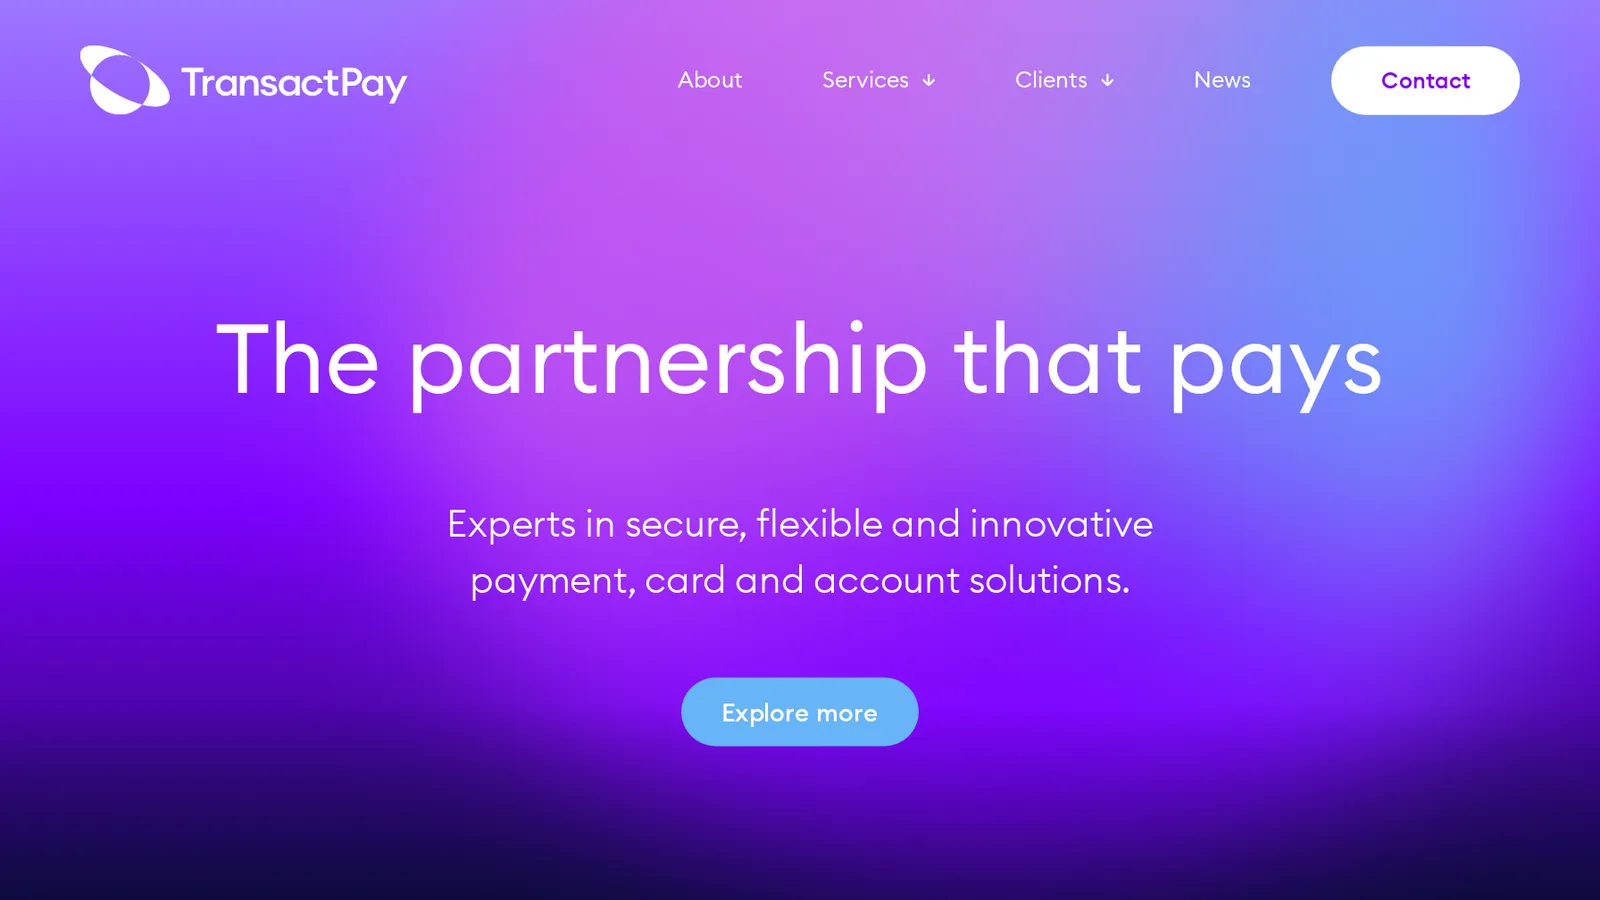 TransactPay
About
Services
Clients
News
Contact
The partnership that pays
Experts in secure, flexible and innovative
payment, card and account solutions.
Explore more